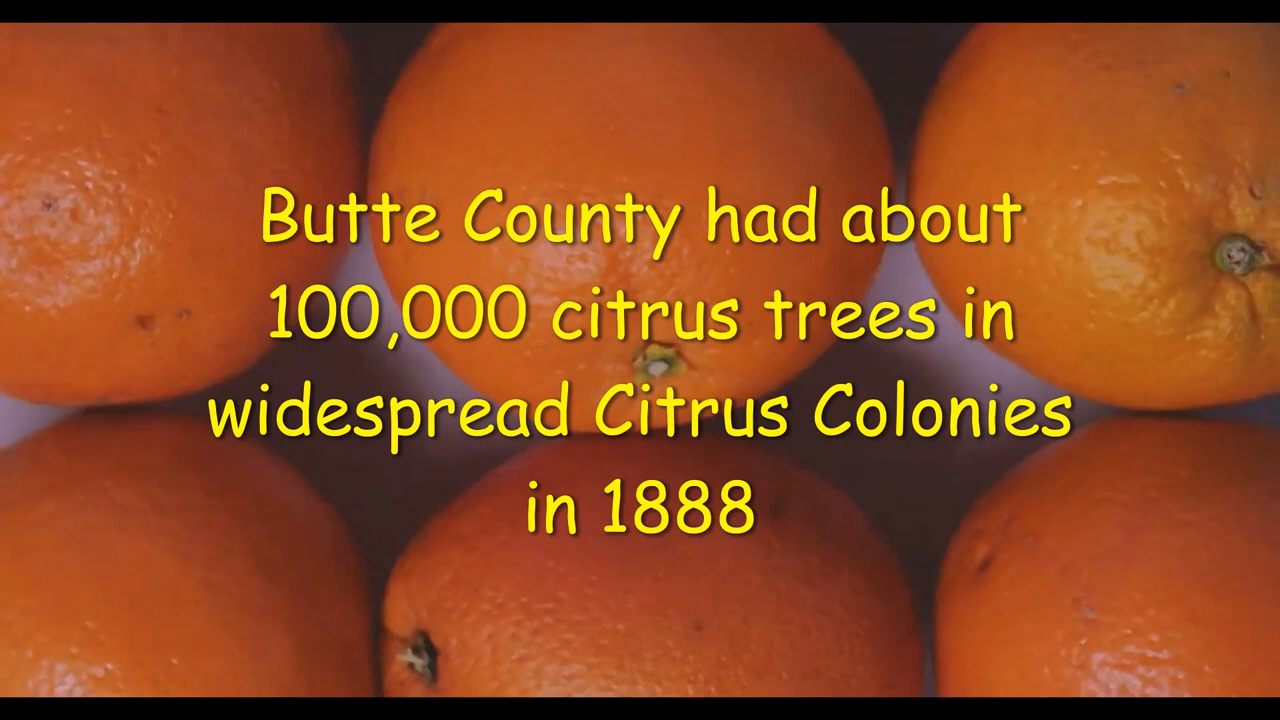 Butte County had about
100,000 citrus trees in
widespread Citrus Colonies
in 1888